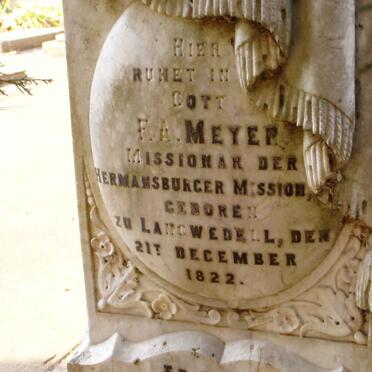 HIER
RUHET IN
GOTT
F.A. MEYER.
MISSIONAR DER
HERMANSBURGER MISSION.
GEBOREN
ZU LANGWEDELL, DEN
21T DECEMBER
1822.